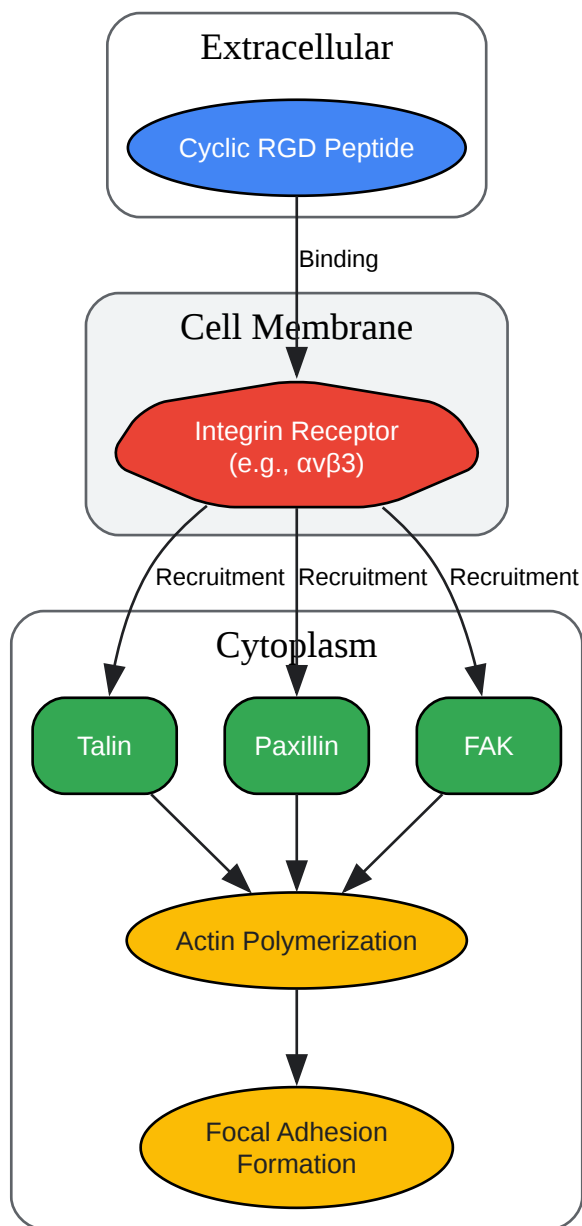 Extracellular
Cyclic RGD Peptide
Binding
Cell Membrane
Integrin Receptor
(e.g., αvβ3)
Recruitment
Recruitment
Recruitment
Cytoplasm
Talin
Paxillin
FAK
Actin Polymerization
Focal Adhesion
Formation